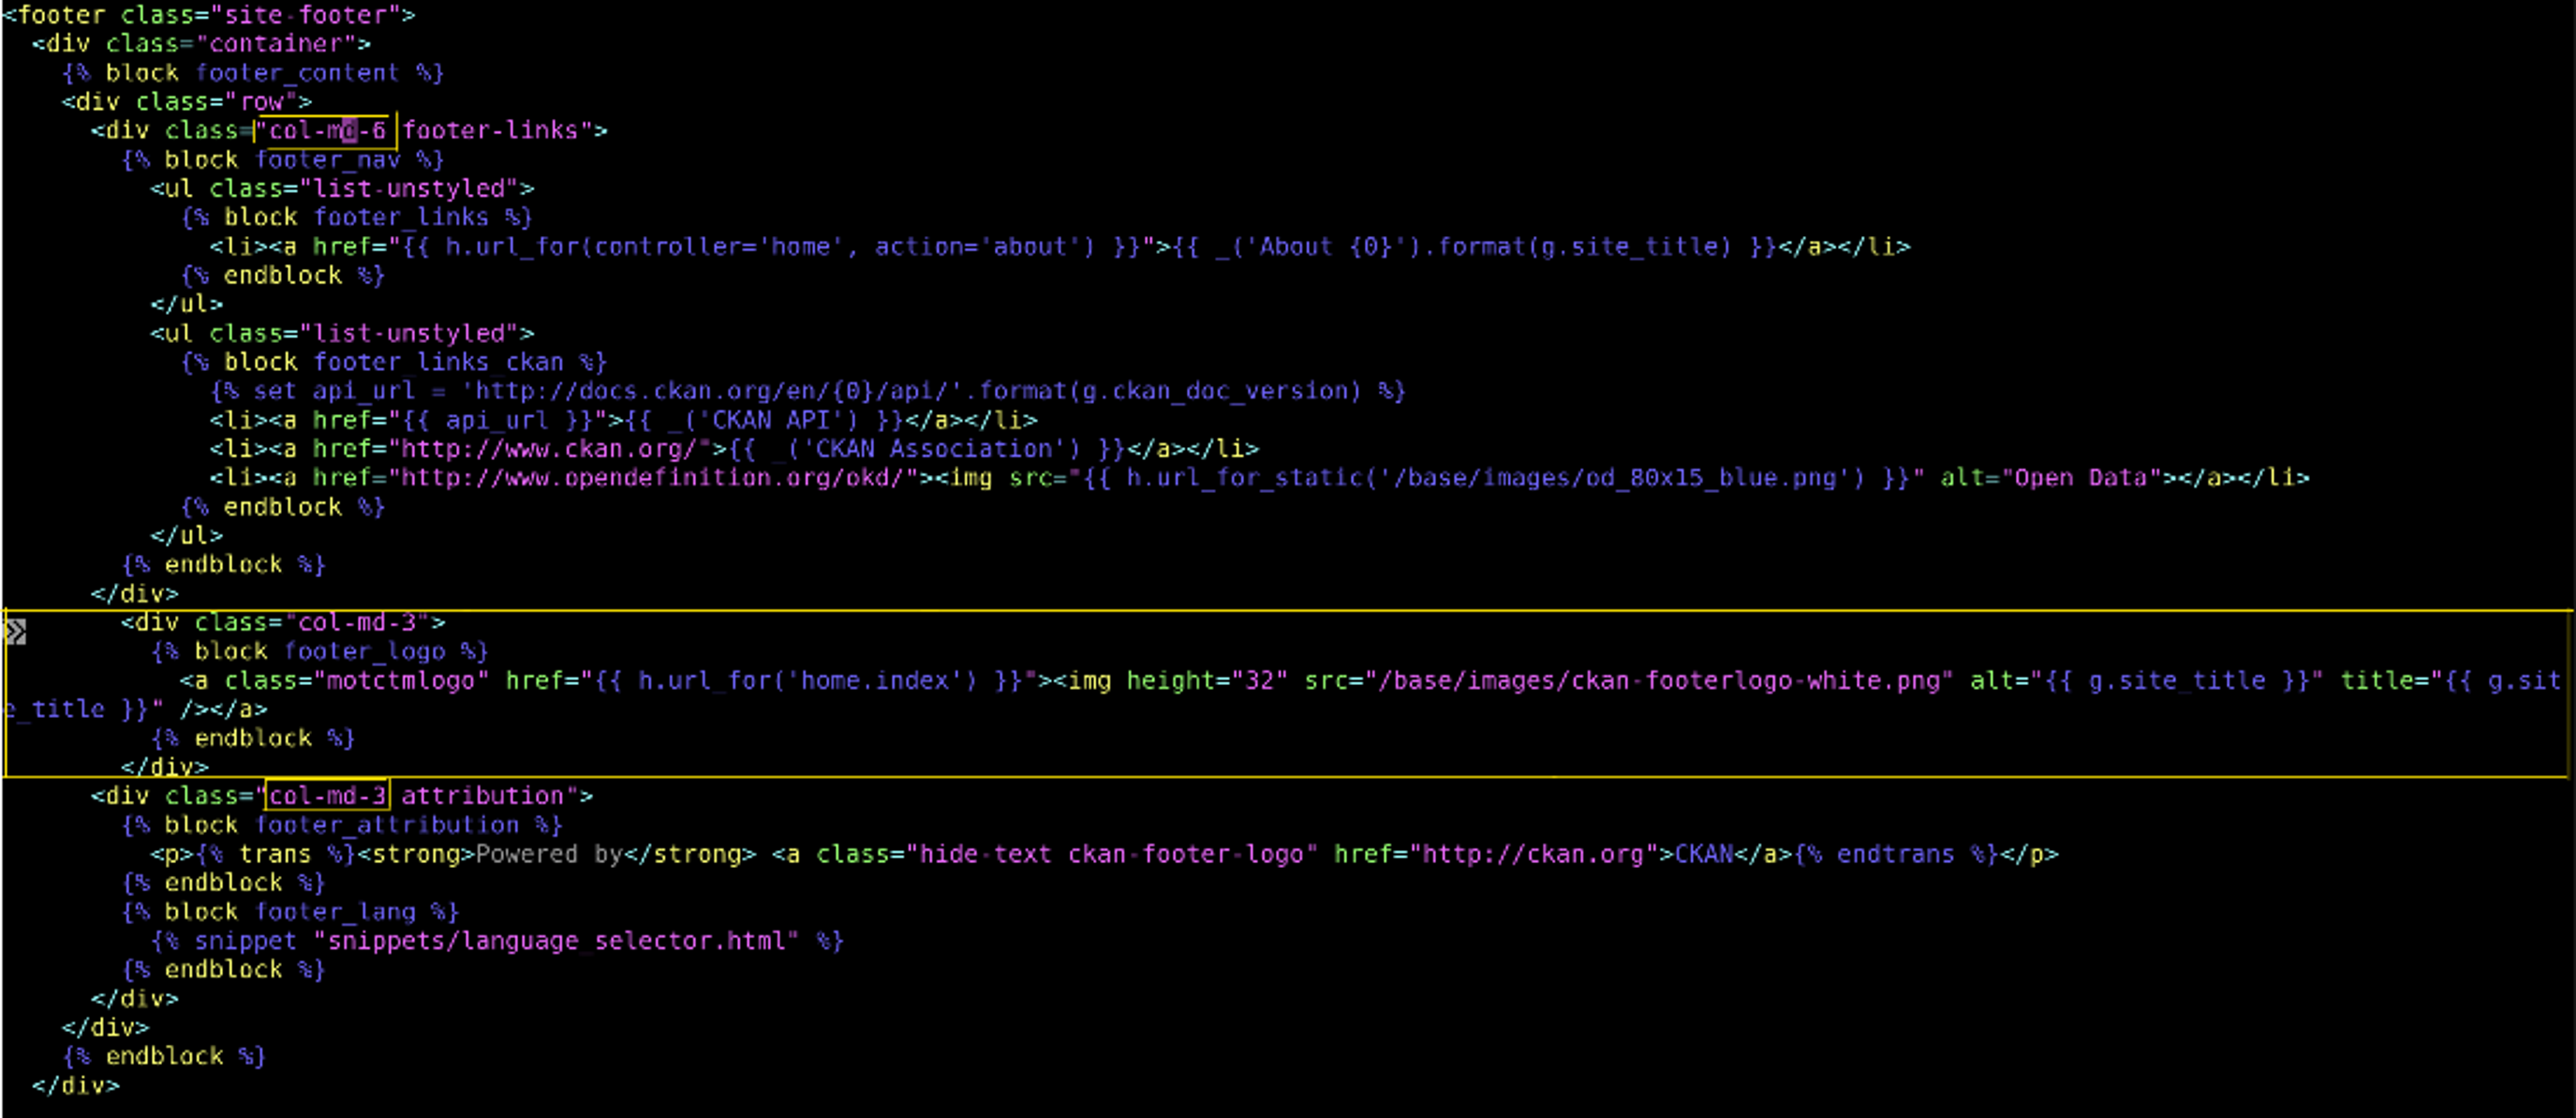 <footer class="site-footer">
<div class="container">
{% block footer_content %}
<div class="row">
<div class="col-md-6 footer-links">
{% block footer_nav %}
<ul class="list-unstyled">
{% block footer_links %}
<li><a href="{{ h.url_for(controller='home', action='about') }}">{{ _('About {0}').format(g.site_title) }}</a></li>
{% endblock %}
</ul>
<ul class="list-unstyled">
{% block footer_links_ckan %}
{% set api_url = 'http://docs.ckan.org/en/{0}/api/'.format(g.ckan_doc_version) %}
<li><a href="{{ api_url }}">{{ _('CKAN API') }}</a></li>
<li><a href="http://www.ckan.org/">{{ _('CKAN Association') }}</a></li>
<li><a href="http://www.opendefinition.org/okd/"><img src="{{ h.url_for_static('/base/images/od_80x15_blue.png') }}" alt="Open Data"></a></li>
{% endblock %}
</ul>
{% endblock %}
</div>
<div class="col-md-3">
{% block footer_logo %}
<a class="motctmlogo" href="{{ h.url_for('home.index') }}"><img height="32" src="/base/images/ckan-footerlogo-white.png" alt="{{ g.site_title }}" title="{{ g.sit
e_title }}" /></a>
{% endblock %}
</div>
<div class="col-md-3 attribution">
{% block footer_attribution %}
<p>{% trans %}<strong>Powered by</strong> <a class="hide-text ckan-footer-logo" href="http://ckan.org">CKAN</a>{% endtrans %}</p>
{% endblock %}
{% block footer_lang %}
{% snippet "snippets/language_selector.html" %}
{% endblock %}
</div>
</div>
{% endblock %}
</div>